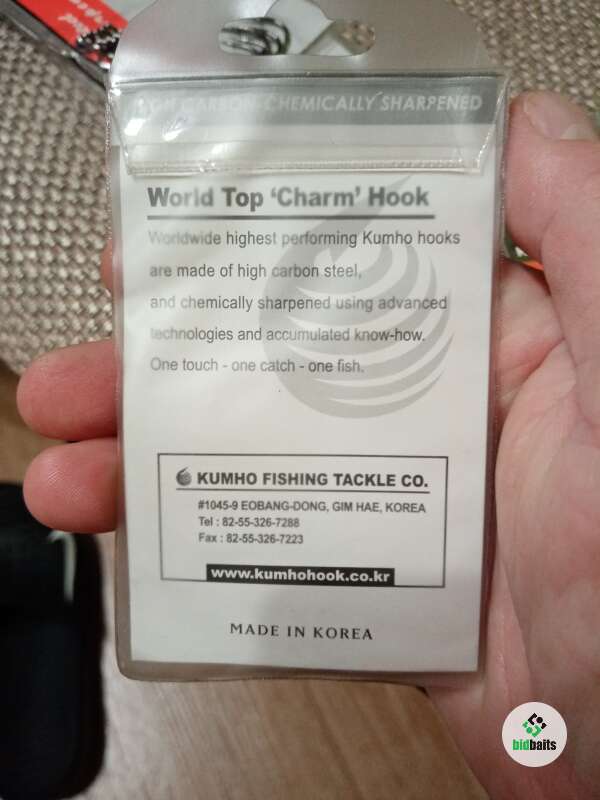 CARBON CHEMICALLY SHARPENED
World Top ‘Charm’ Hook
Worldwide highest performing Kumho hooks
are made of high carbon steel,
and chemically sharpened using advanced
technologies and accumulated know-how.
One touch - one catch - one fish.
KUMHO FISHING TACKLE CO.
#1045-9 EOBANG-DONG, GIM HAE, KOREA
Tel : 82-55-326-7288
Fax : 82-55-326-7223
www.kumhohook.co.kr
MADE IN KOREA
bidbaits